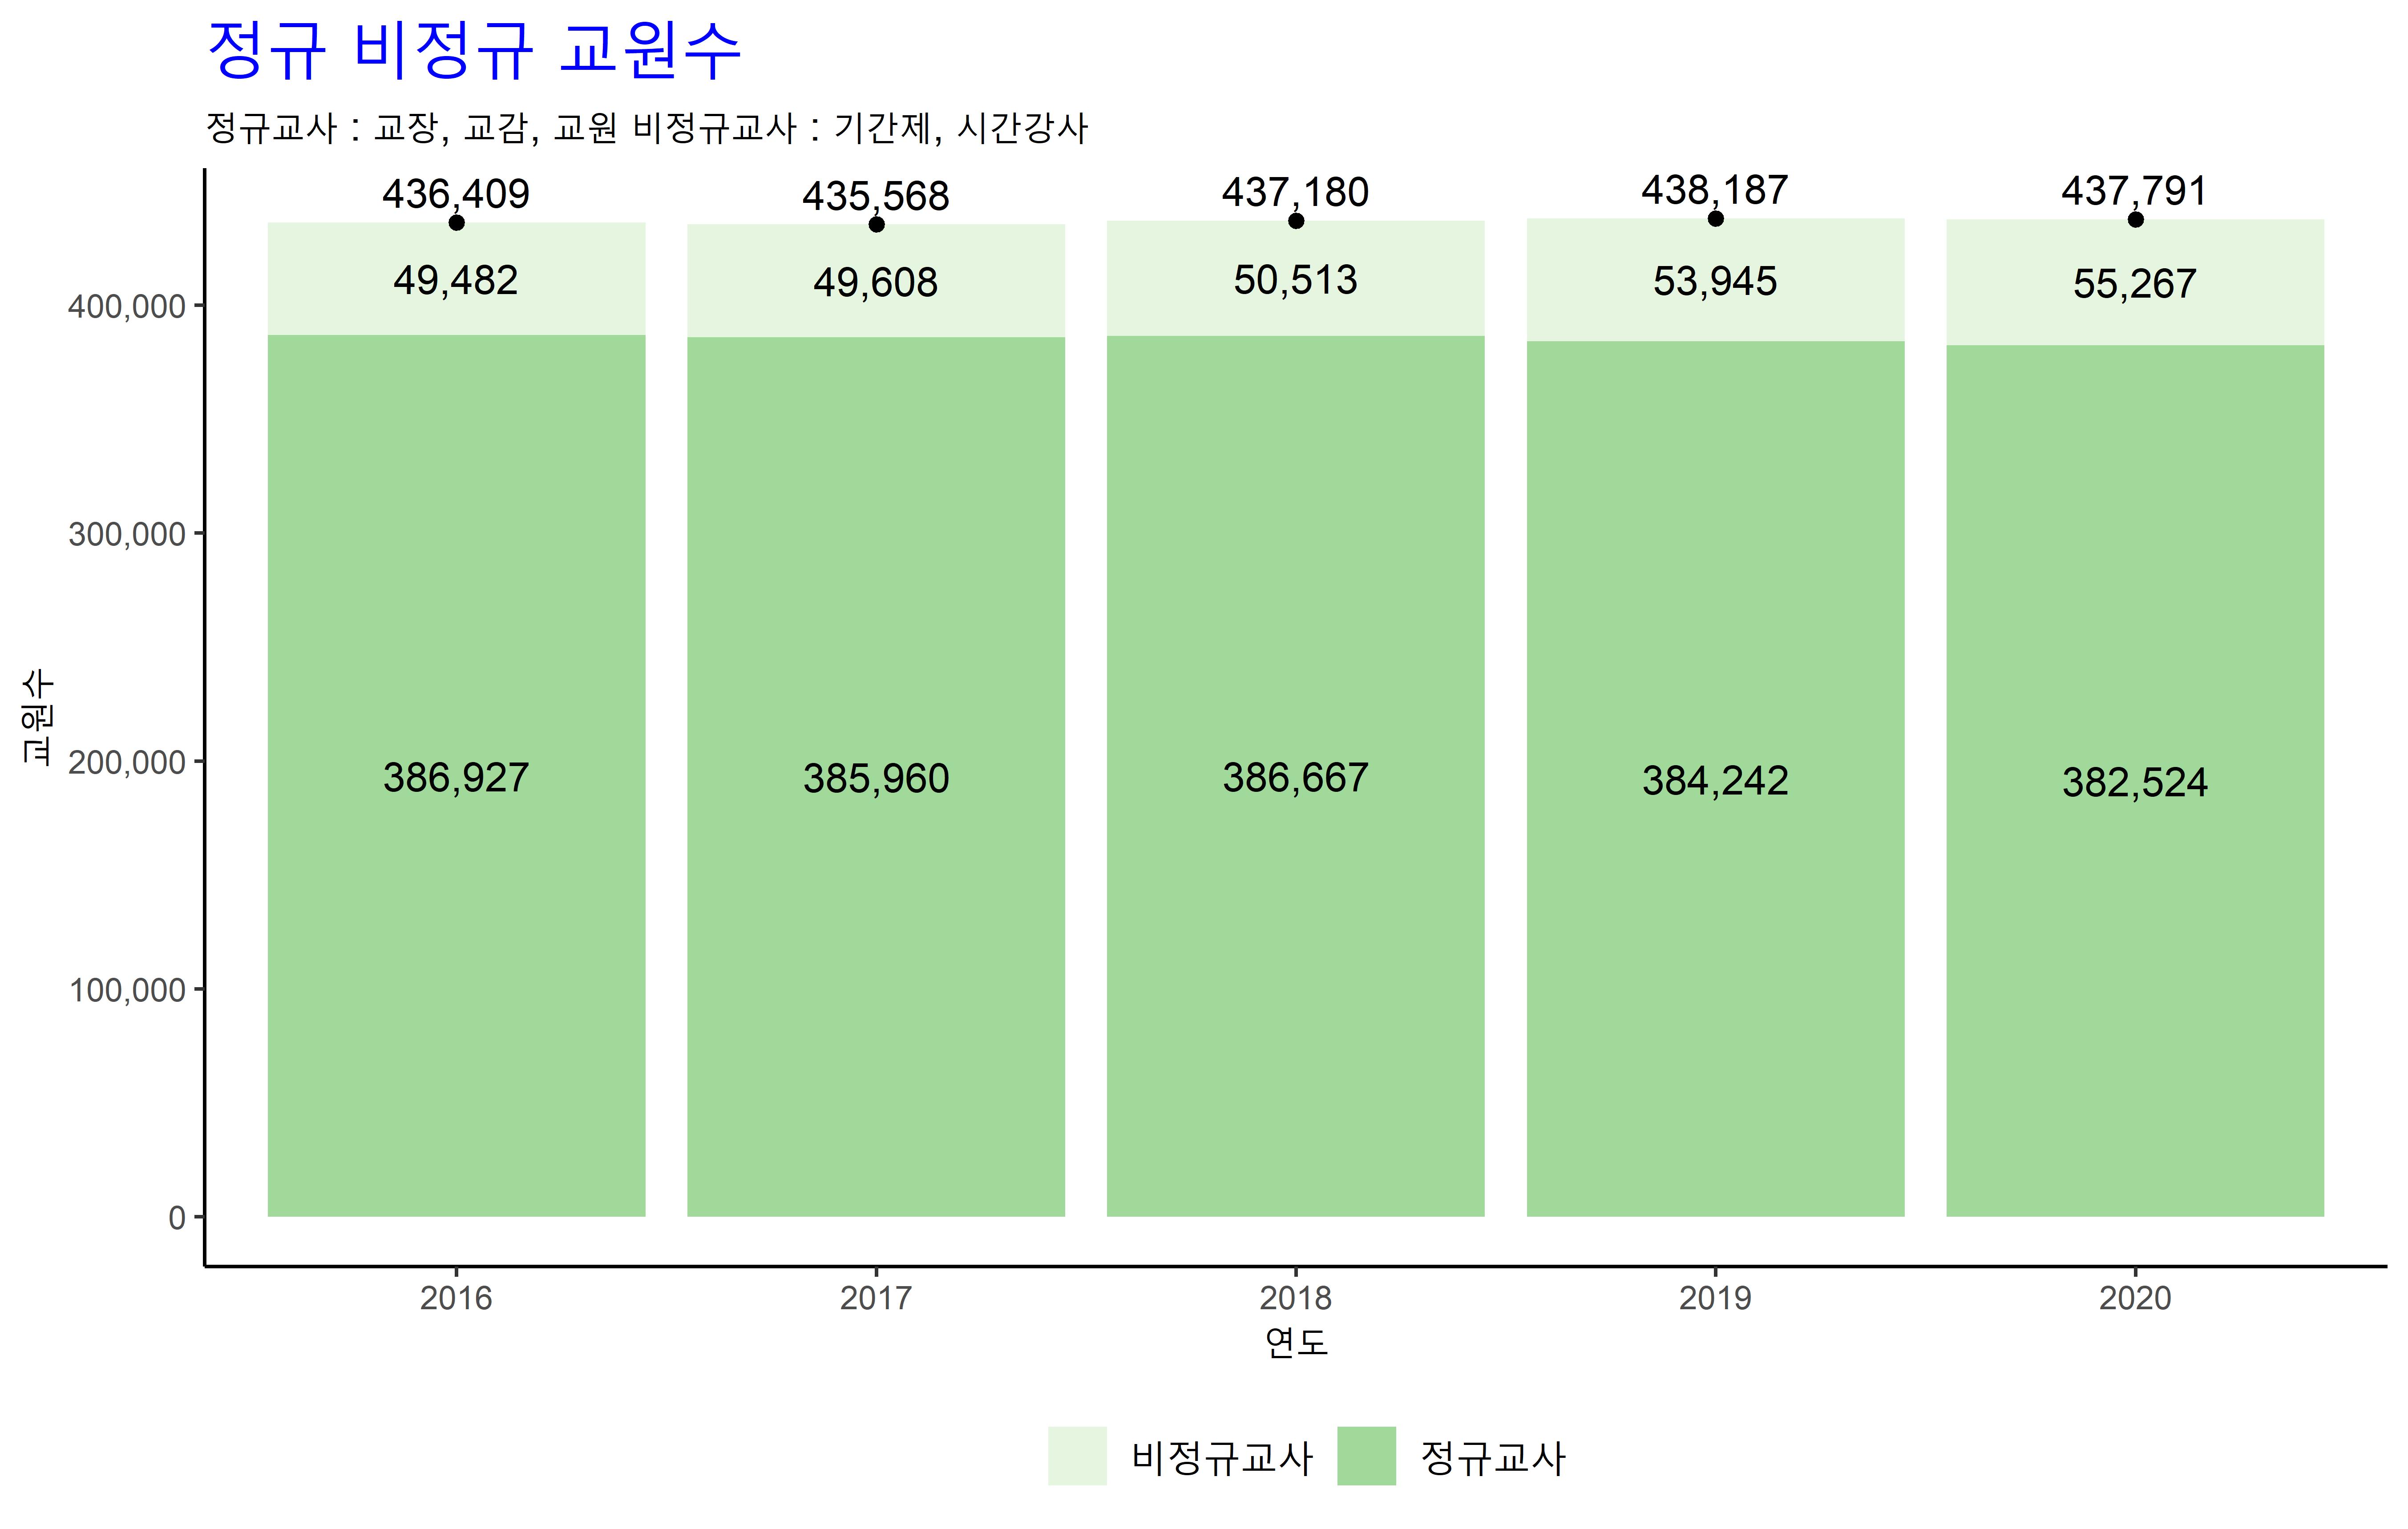 정규 비정규 교원수
정규교사 : 교장, 교감, 교원 비정규교사 : 기간제, 시간강사
436,409 435,568 437,180 438,187 437,791
49,482 49,608 50,513 53,945 55,267
400,000
300,000
교원수
200,000
386,927 385,960 386,667 384,242 382,524
100,000
0
2016 2017 2018 2019 2020
연도
비정규교사 정규교사